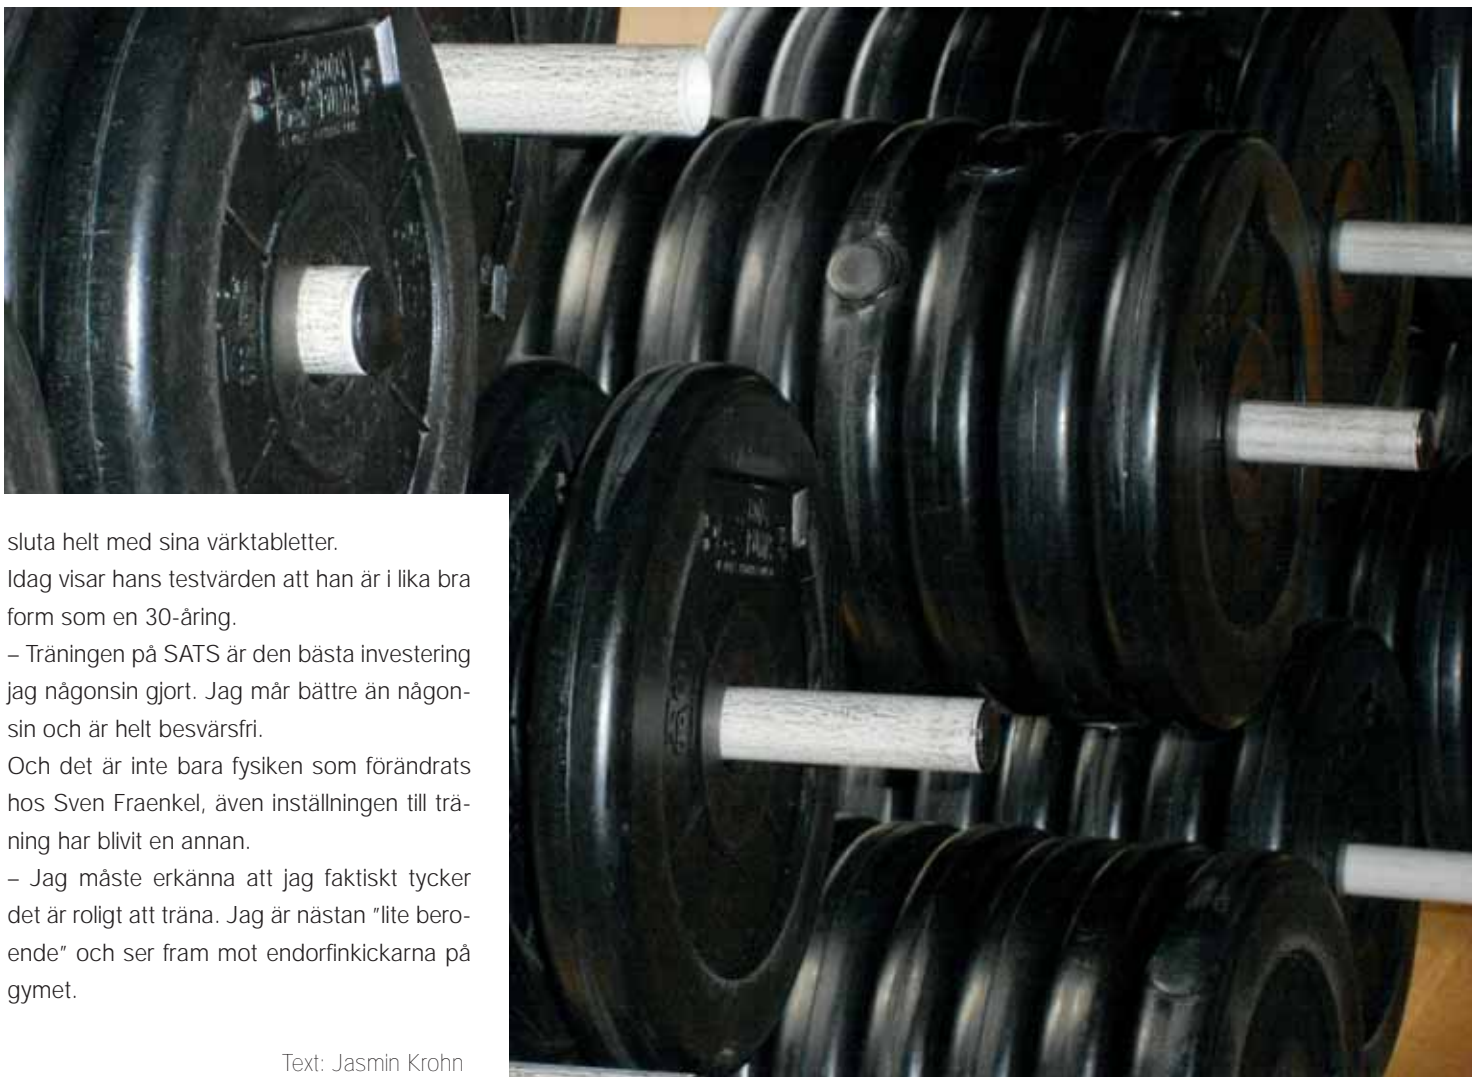 sluta helt med sina värktabletter.
Idag visar hans testvärden att han är i lika bra
form som en 30-åring.
– Träningen på SATS är den bästa investering
jag någonsin gjort. Jag mår bättre än någon-
sin och är helt besvärsfri.
Och det är inte bara fysiken som förändrats
hos Sven Fraenkel, även inställningen till trä-
ning har blivit en annan.
– Jag måste erkänna att jag faktiskt tycker
det är roligt att träna. Jag är nästan ”lite bero-
ende” och ser fram mot endorfinkickarna på
gymet.
Text: Jasmin Krohn